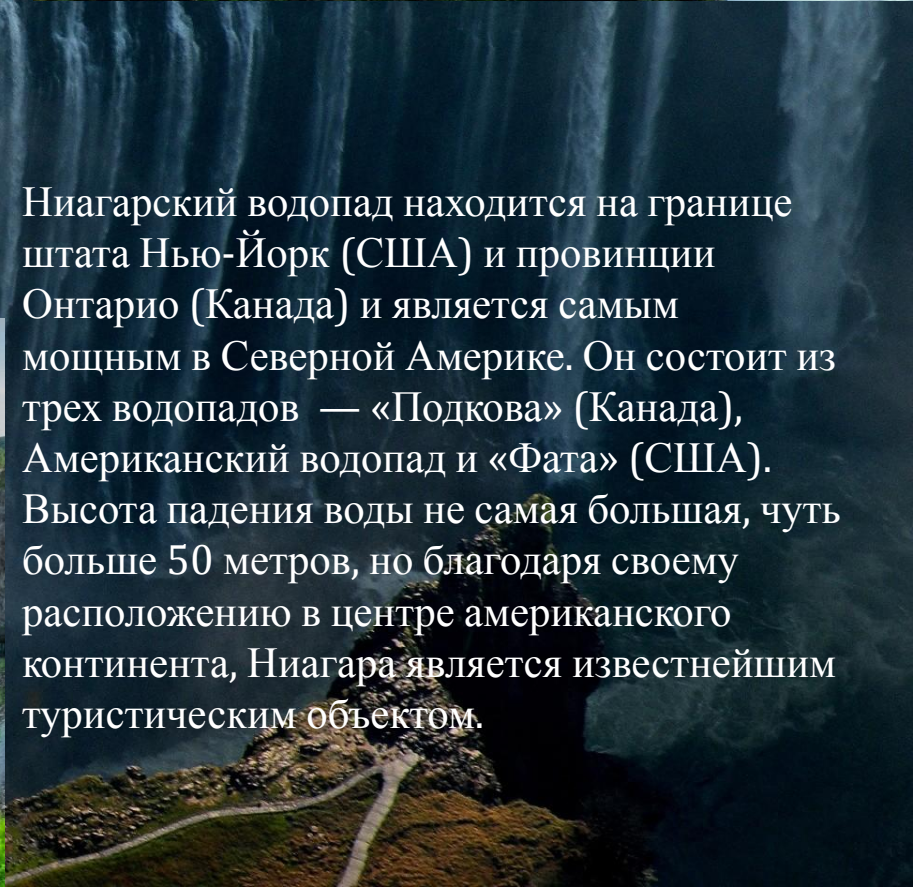 Ниагарский водопад находится на границе
штата Нью-Йорк (США) и провинции
Онтарио (Канада) и является самым
мощным в Северной Америке. Он состоит из
трех водопадов — «Подкова» (Канада),
Американский водопад и «Фата» (США).
Высота падения воды не самая большая, чуть
больше 50 метров, но благодаря своему
расположению в центре американского
континента, Ниагара является известнейшим
туристическим объектом.